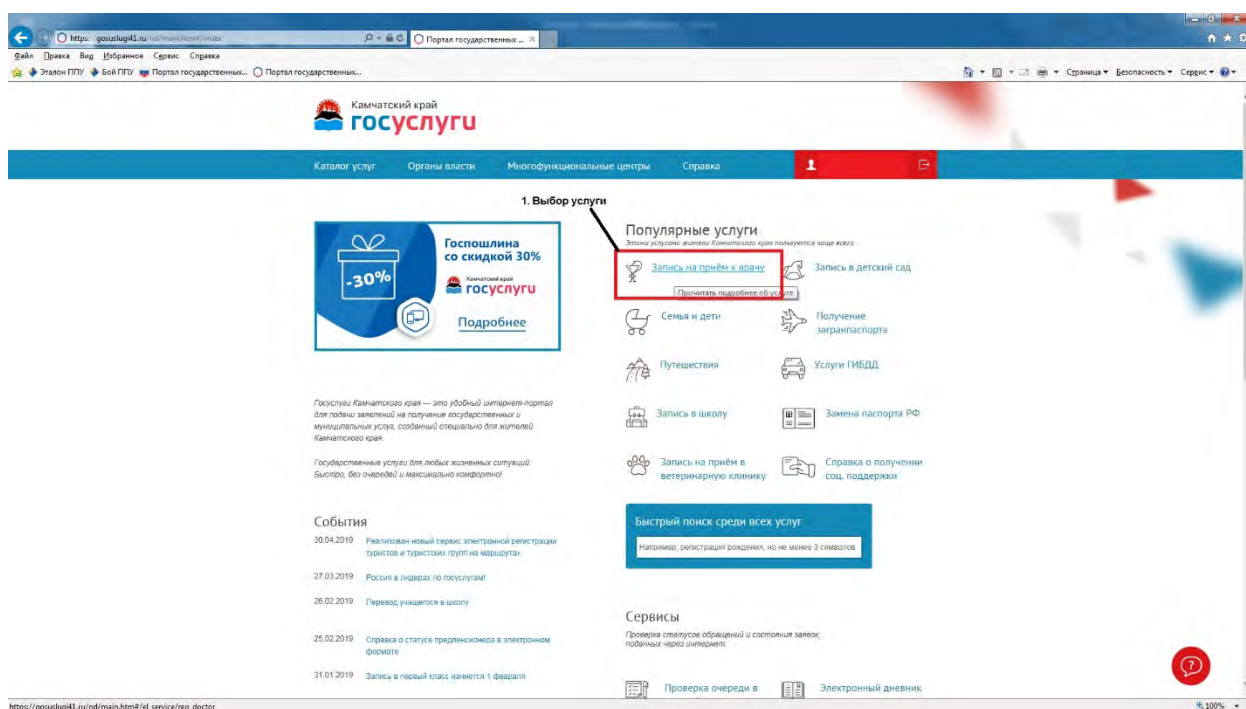 https://gosuslugi41.ru/nd/main.htm#/index
Портал государственных ...
Файл Правка Вид Избранное Сервис Справка
Эталон ППУ Бой ППУ Портал государственных... Портал государственных...
Страница Безопасность Сервис
Камчатский край
госуслуги
Каталог услуг Органы власти Многофункциональные центры Справка
1. Выбор услуги
-30%
Госпошлина
со скидкой 30%
Камчатский край
госуслуги
Подробнее
Популярные услуги
Этими услугами жители Камчатского края пользуются чаще всего
Запись на приём к врачу
Запись в детский сад
Прочитать подробнее об услуге
Семья и дети
Получение
загранпаспорта
Путешествия
Услуги ГИБДД
Запись в школу
Замена паспорта РФ
Запись на приём в
ветеринарную клинику
Справка о получении
соц. поддержки
Госуслуги Камчатского края — это удобный интернет-портал
для подачи заявлений на получение государственных и
муниципальных услуг, созданный специально для жителей
Камчатского края.
Государственные услуги для любых жизненных ситуаций.
Быстро, без очередей и максимально комфортно!
События
30.04.2019 Реализован новый сервис электронной регистрации
туристов и туристских групп на маршрутах
27.03.2019 Россия в лидерах по госуслугам!
26.02.2019 Перевод учащегося в школу
25.02.2019 Справка о статусе предпенсионера в электронном
формате
31.01.2019 Запись в первый класс начнется 1 февраля
Быстрый поиск среди всех услуг
Например, регистрация рождения, но не менее 3 символов
Сервисы
Проверка статусов обращений и состояния заявок,
поданных через интернет.
Проверка очереди в
Электронный дневник
https://gosuslugi41.ru/nd/main.htm#/el_service/reg_doctor
100%